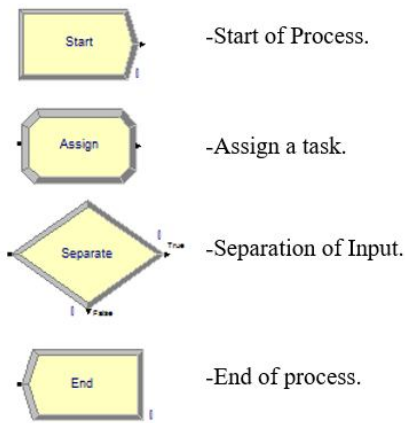 Start
-Start of Process.
Assign
-Assign a task.
Separate
True
False
-Separation of Input.
End
-End of process.